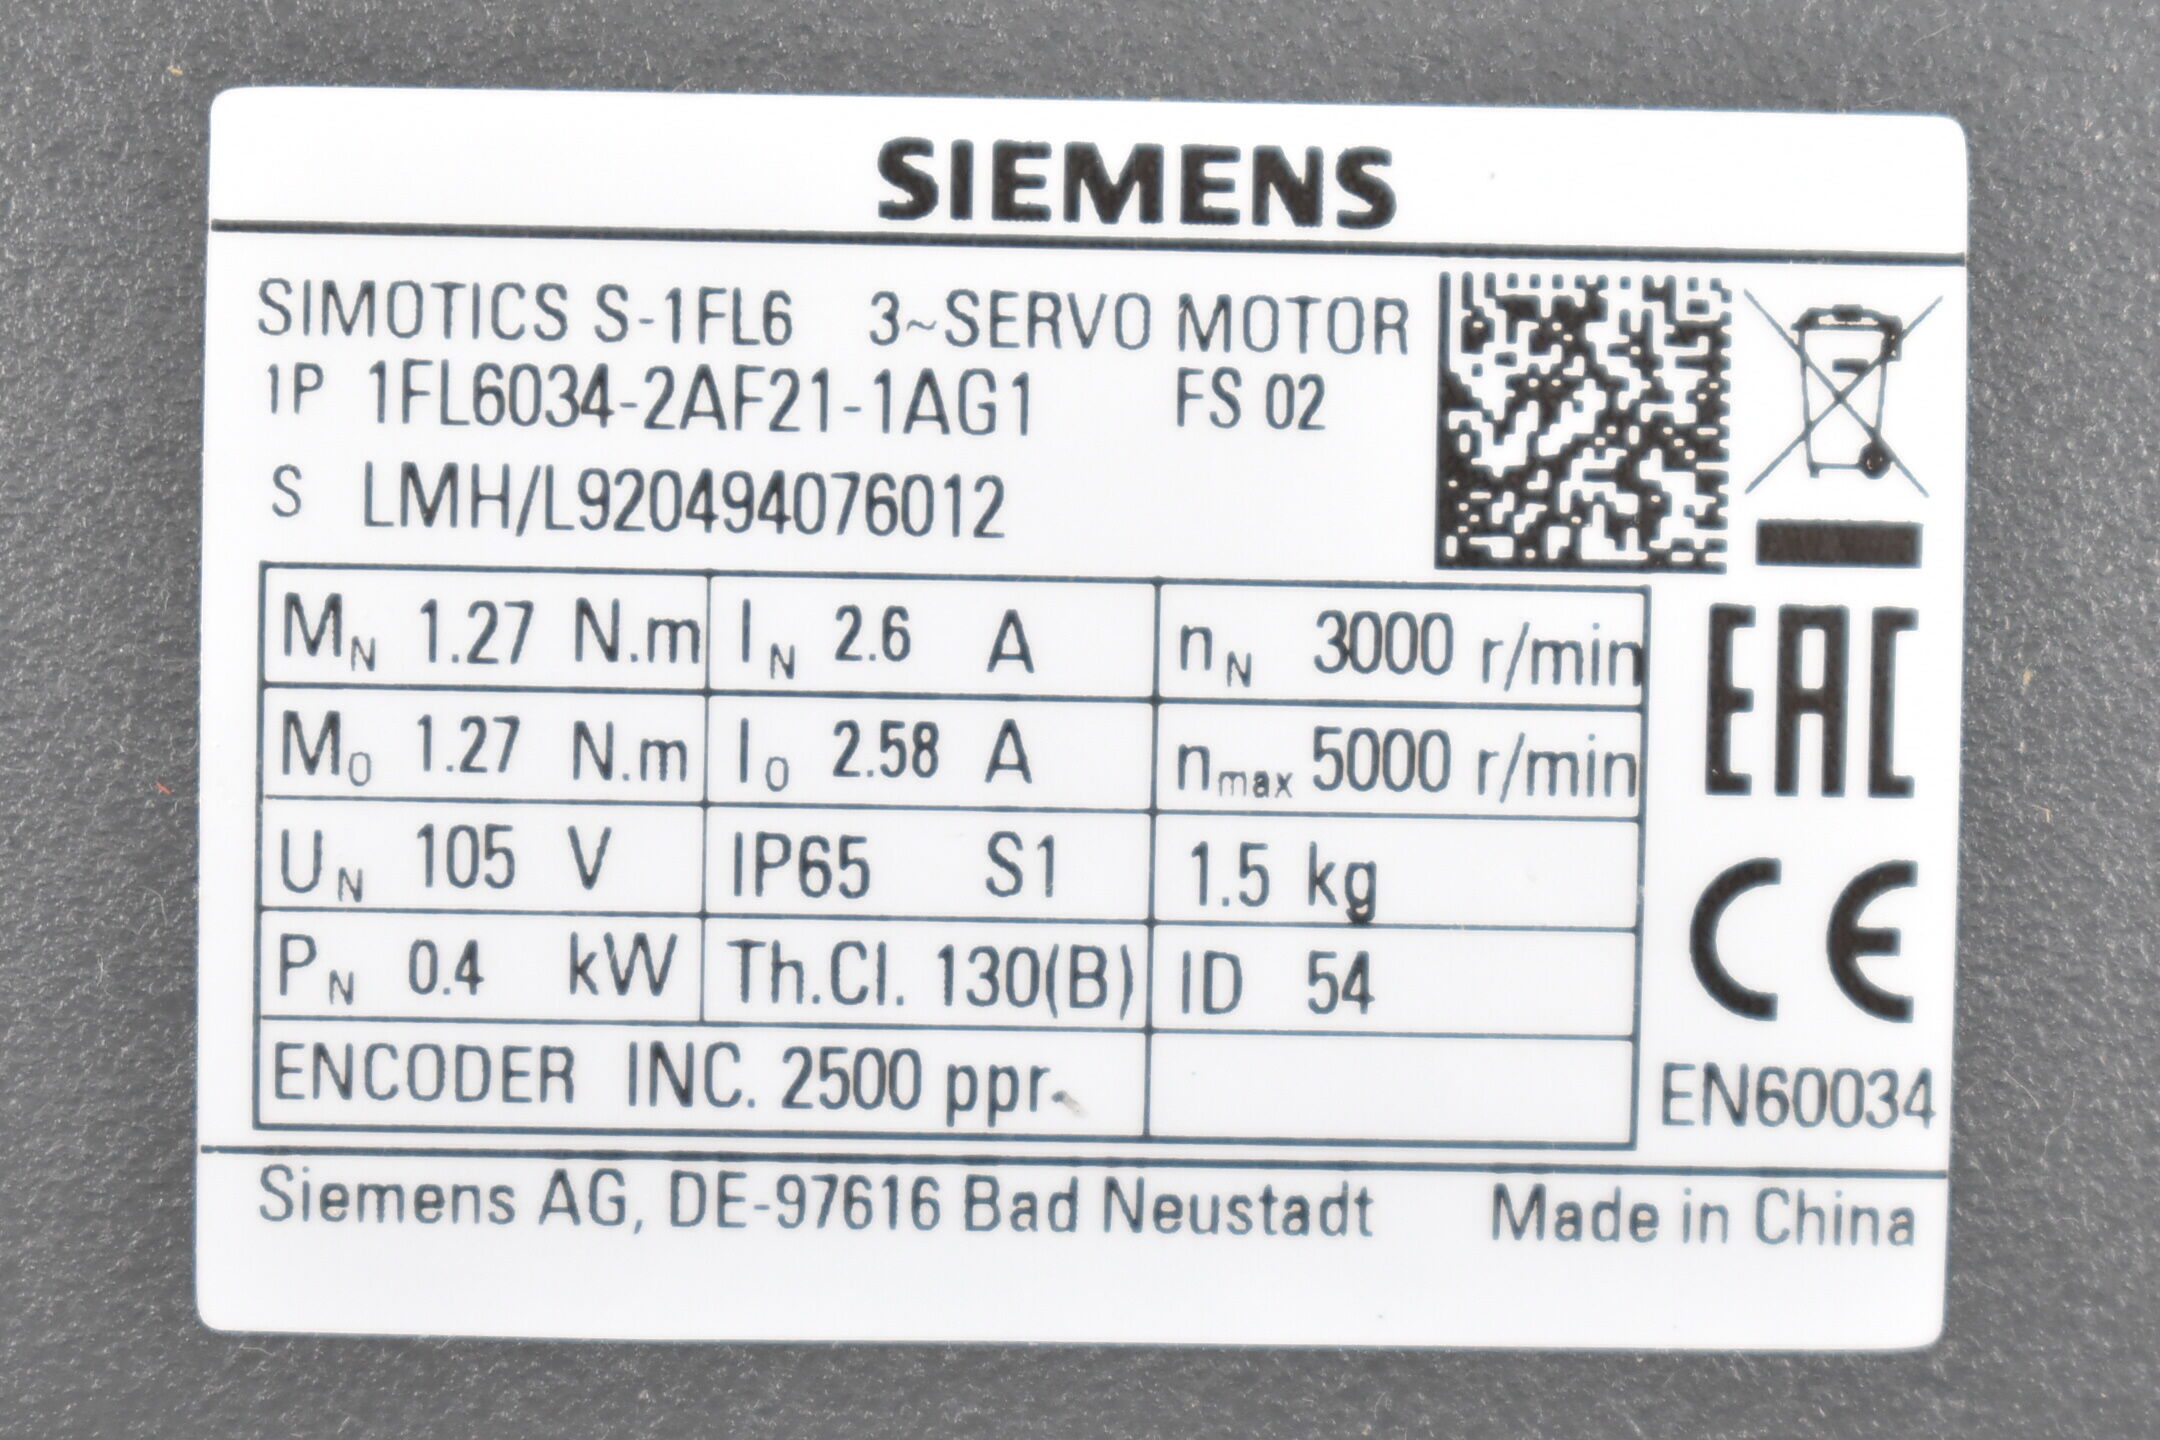 SIEMENS
SIMOTICS S-1FL6 3~SERVO MOTOR
1P 1FL6034-2AF21-1AG1 FS 02
S LMH/L920494076012
MN 1.27 N.m IN 2.6 A nN 3000 r/min
M0 1.27 N.m I0 2.58 A nmax 5000 r/min
UN 105 V IP65 S1 1.5 kg
PN 0.4 kW Th.Cl. 130(B) ID 54
ENCODER INC. 2500 ppr.
EAC
CE
EN60034
Siemens AG, DE-97616 Bad Neustadt Made in China